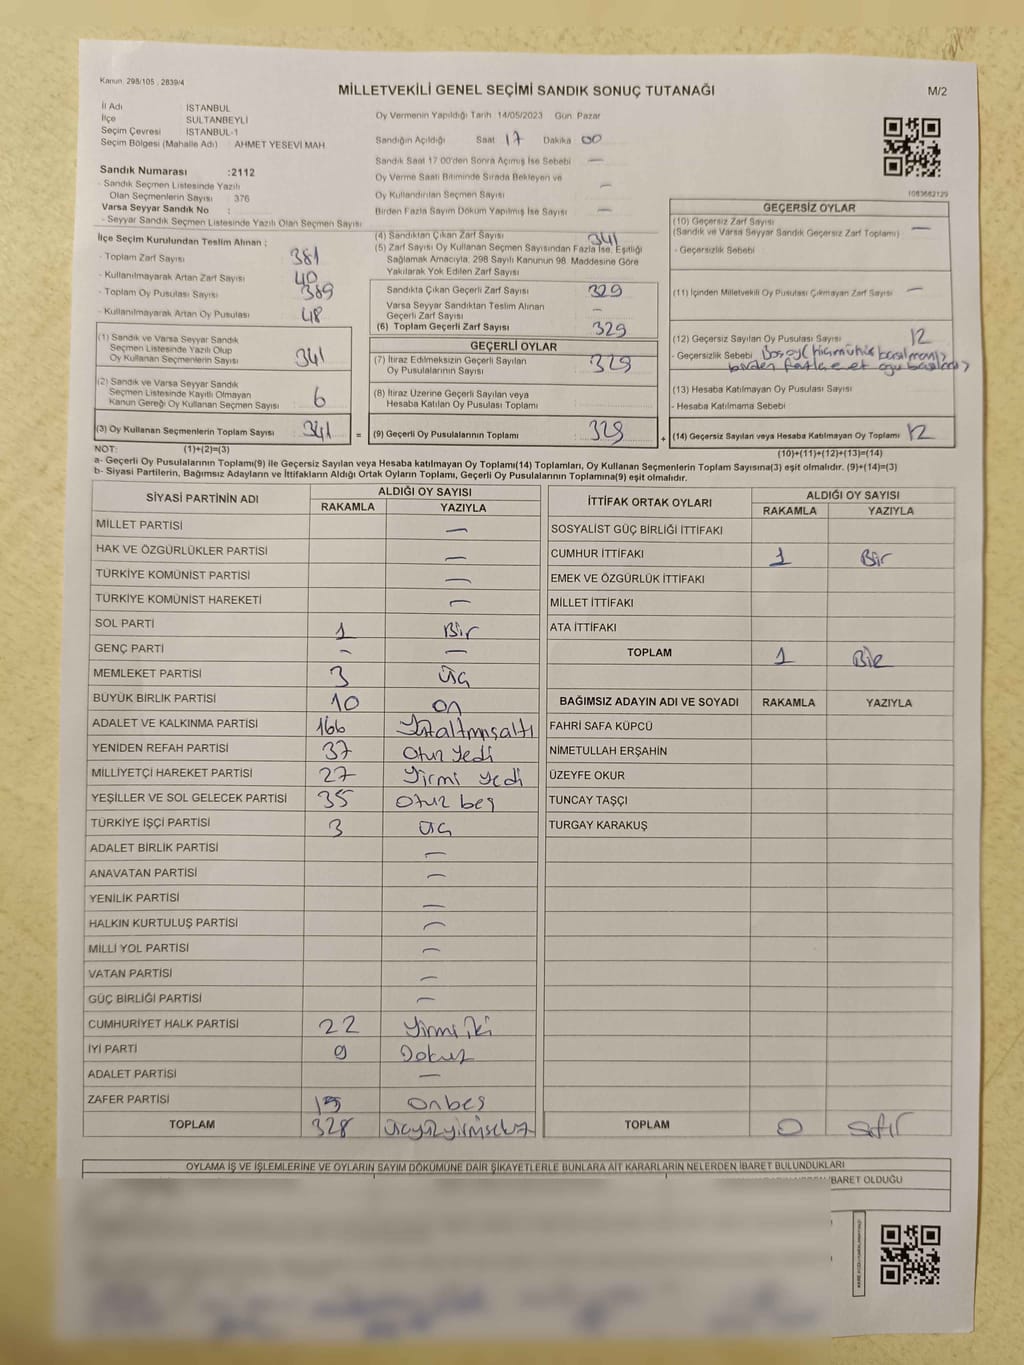 Kanun: 298/105 , 2839/4
MİLLETVEKİLİ GENEL SEÇİMİ SANDIK SONUÇ TUTANAĞI
M/2
İl Adı İSTANBUL
İlçe SULTANBEYLİ
Seçim Çevresi İSTANBUL-1
Seçim Bölgesi (Mahalle Adı) AHMET YESEVİ MAH.
Sandık Numarası :2112
- Sandık Seçmen Listesinde Yazılı
Olan Seçmenlerin Sayısı 376
Varsa Seyyar Sandık No :
- Seyyar Sandık Seçmen Listesinde Yazılı Olan Seçmen Sayısı
Oy Vermenin Yapıldığı Tarih 14/05/2023 Gün Pazar
Sandığın Açıldığı Saat 17 Dakika 00
Sandık Saat 17.00'den Sonra Açımış İse Sebebi —
Oy Verme Saati Bitiminde Sırada Bekleyen ve
Oy Kullandırılan Seçmen Sayısı —
Birden Fazla Sayım Döküm Yapılmış İse Sayısı —
1083662129
İlçe Seçim Kurulundan Teslim Alınan ;
- Toplam Zarf Sayısı 381
- Kullanılmayarak Artan Zarf Sayısı 40
- Toplam Oy Pusulası Sayısı 389
- Kullanılmayarak Artan Oy Pusulası 48
(1) Sandık ve Varsa Seyyar Sandık
Seçmen Listesinde Yazılı Olup
Oy Kullanan Seçmenlerin Sayısı 341
(2) Sandık ve Varsa Seyyar Sandık
Seçmen Listesinde Kayıtlı Olmayan
Kanun Gereği Oy Kullanan Seçmen Sayısı 6
(3) Oy Kullanan Seçmenlerin Toplam Sayısı 341
(4) Sandıktan Çıkan Zarf Sayısı 341
(5) Zarf Sayısı Oy Kullanan Seçmen Sayısından Fazla İse, Eşitliği
Sağlamak Amacıyla, 298 Sayılı Kanunun 98. Maddesine Göre
Yakılarak Yok Edilen Zarf Sayısı
Sandıkta Çıkan Geçerli Zarf Sayısı 329
Varsa Seyyar Sandıktan Teslim Alınan
Geçerli Zarf Sayısı —
(6) Toplam Geçerli Zarf Sayısı 329
GEÇERLİ OYLAR
(7) İtiraz Edilmeksizin Geçerli Sayılan
Oy Pusulalarının Sayısı 329
(8) İtiraz Üzerine Geçerli Sayılan veya
Hesaba Katılan Oy Pusulası Toplamı
= (9) Geçerli Oy Pusulalarının Toplamı 329
GEÇERSİZ OYLAR
(10) Geçersiz Zarf Sayısı
(Sandık ve Varsa Seyyar Sandık Geçersiz Zarf Toplamı) —
- Geçersizlik Sebebi
(11) İçinden Milletvekili Oy Pusulası Çıkmayan Zarf Sayısı —
(12) Geçersiz Sayılan Oy Pusulası Sayısı 12
- Geçersizlik Sebebi
(13) Hesaba Katılmayan Oy Pusulası Sayısı
- Hesaba Katılmama Sebebi
+ (14) Geçersiz Sayılan veya Hesaba Katılmayan Oy Toplamı 12
NOT: (1)+(2)=(3)
(10)+(11)+(12)+(13)=(14)
a- Geçerli Oy Pusulalarının Toplamı(9) ile Geçersiz Sayılan veya Hesaba katılmayan Oy Toplamı(14) Toplamları, Oy Kullanan Seçmenlerin Toplam Sayısına(3) eşit olmalıdır. (9)+(14)=(3)
b- Siyasi Partilerin, Bağımsız Adayların ve İttifakların Aldığı Ortak Oyların Toplamı, Geçerli Oy Pusulalarının Toplamına(9) eşit olmalıdır.
SİYASİ PARTİNİN ADI
ALDIĞI OY SAYISI
RAKAMLA YAZIYLA
MİLLET PARTİSİ —
HAK VE ÖZGÜRLÜKLER PARTİSİ —
TÜRKİYE KOMÜNİST PARTİSİ —
TÜRKİYE KOMÜNİST HAREKETİ —
SOL PARTİ 1 Bir
GENÇ PARTİ - —
MEMLEKET PARTİSİ 3 üç
BÜYÜK BİRLİK PARTİSİ 10 on
ADALET VE KALKINMA PARTİSİ 166 Yüzaltmışaltı
YENİDEN REFAH PARTİSİ 37 otuz yedi
MİLLİYETÇİ HAREKET PARTİSİ 27 Yirmi yedi
YEŞİLLER VE SOL GELECEK PARTİSİ 35 otuz beş
TÜRKİYE İŞÇİ PARTİSİ 3 üç
ADALET BİRLİK PARTİSİ —
ANAVATAN PARTİSİ —
YENİLİK PARTİSİ —
HALKIN KURTULUŞ PARTİSİ —
MİLLİ YOL PARTİSİ —
VATAN PARTİSİ —
GÜÇ BİRLİĞİ PARTİSİ —
CUMHURİYET HALK PARTİSİ 22 Yirmi iki
İYİ PARTİ 9 Dokuz
ADALET PARTİSİ —
ZAFER PARTİSİ 15 onbeş
TOPLAM 328 üçyüzyirmisekiz
İTTİFAK ORTAK OYLARI
ALDIĞI OY SAYISI
RAKAMLA YAZIYLA
SOSYALİST GÜÇ BİRLİĞİ İTTİFAKI
CUMHUR İTTİFAKI 1 Bir
EMEK VE ÖZGÜRLÜK İTTİFAKI
MİLLET İTTİFAKI
ATA İTTİFAKI
TOPLAM 1 Bir
BAĞIMSIZ ADAYIN ADI VE SOYADI RAKAMLA YAZIYLA
FAHRİ SAFA KÜPCÜ
NİMETULLAH ERŞAHİN
ÜZEYFE OKUR
TUNCAY TAŞÇI
TURGAY KARAKUŞ
TOPLAM 0 sıfır
OYLAMA İŞ VE İŞLEMLERİNE VE OYLARIN SAYIM DÖKÜMÜNE DAİR ŞİKAYETLERLE BUNLARA AİT KARARLARIN NELERDEN İBARET BULUNDUKLARI
İBARET OLDUĞU